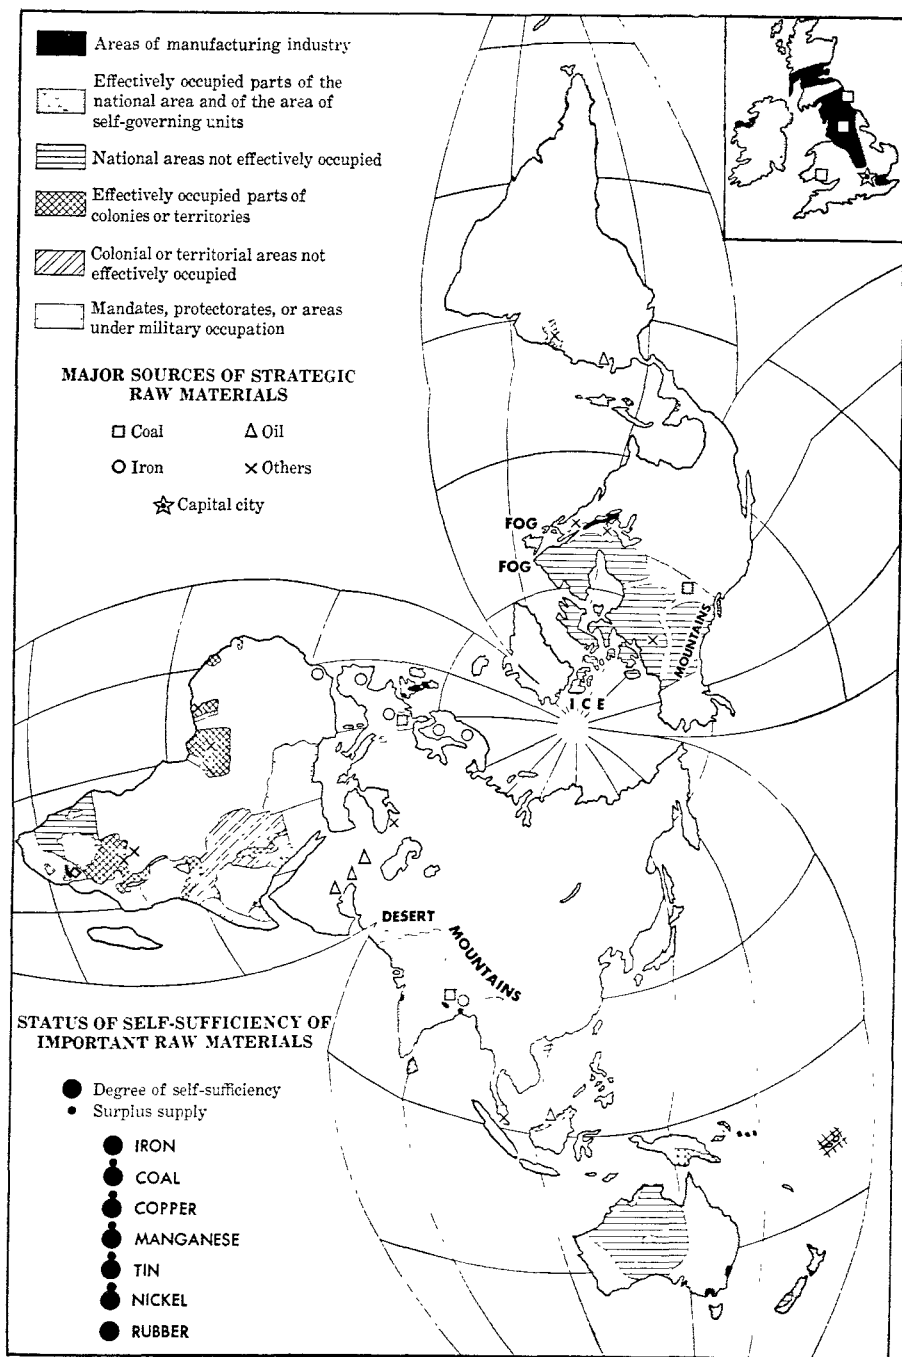 Areas of manufacturing industry
Effectively occupied parts of the
national area and of the area of
self-governing units
National areas not effectively occupied
Effectively occupied parts of
colonies or territories
Colonial or territorial areas not
effectively occupied
Mandates, protectorates, or areas
under military occupation
MAJOR SOURCES OF STRATEGIC
RAW MATERIALS
Coal
Oil
Iron
Others
Capital city
FOG
FOG
MOUNTAINS
ICE
DESERT
MOUNTAINS
STATUS OF SELF-SUFFICIENCY OF
IMPORTANT RAW MATERIALS
Degree of self-sufficiency
Surplus supply
IRON
COAL
COPPER
MANGANESE
TIN
NICKEL
RUBBER